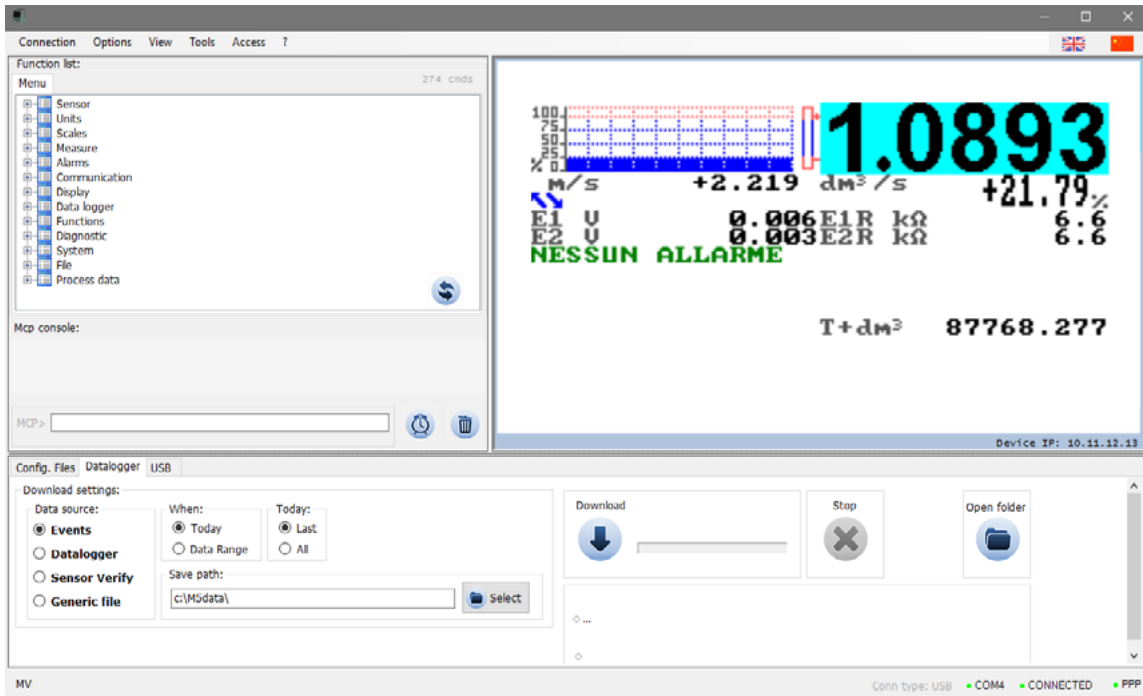 Connection Options View Tools Access ?
Function list:
Menu
274 cmds
Sensor
Units
Scales
Measure
Alarms
Communication
Display
Data logger
Functions
Diagnostic
System
File
Process data
Mcp console:
MCP>
100
75
50
25
% 0
1.0893
m/s +2.219 dm³/s +21.79%
E1 V 0.006 E1R kΩ 6.6
E2 V 0.003 E2R kΩ 6.6
NESSUN ALLARME
T+dm³ 87768.277
Device IP: 10.11.12.13
Config. Files Datalogger USB
Download settings:
Data source:
Events
Datalogger
Sensor Verify
Generic file
When:
Today
Data Range
Today:
Last
All
Save path:
c:\MSdata\
Select
Download
Stop
Open folder
...
MV
Conn type: USB COM4 CONNECTED PPP